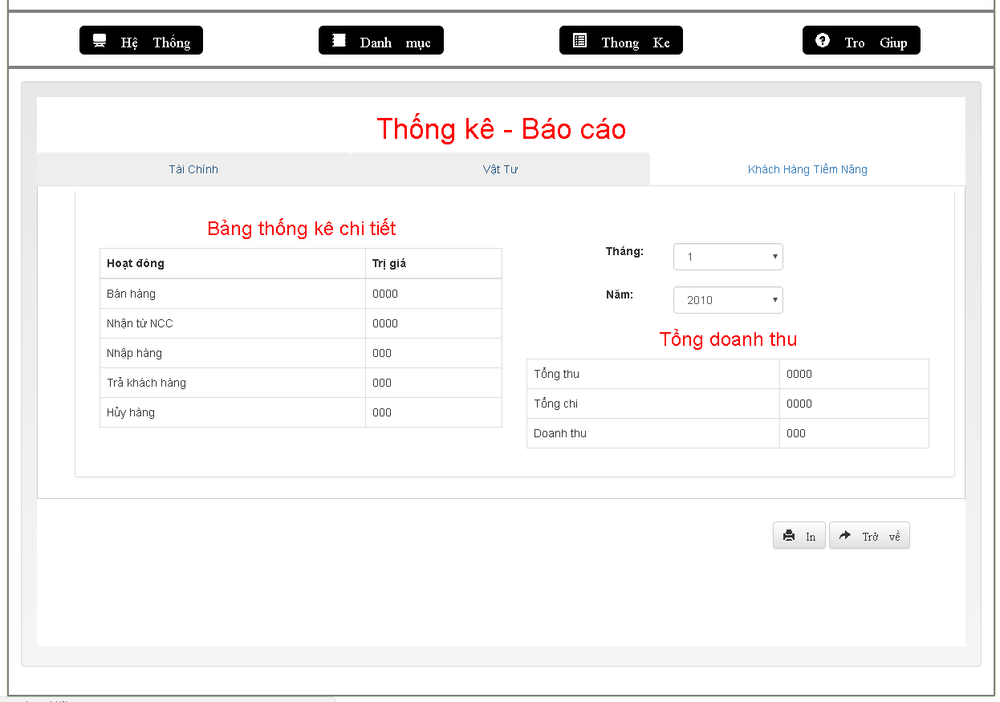 Hệ Thống Danh mục Thong Ke Tro Giup
Thống kê - Báo cáo
Tài Chính Vật Tư Khách Hàng Tiềm Năng
Bảng thống kê chi tiết
Hoạt đông Trị giá
Bán hàng 0000
Nhận từ NCC 0000
Nhập hàng 000
Trả khách hàng 000
Hủy hàng 000
Tháng: 1
Năm: 2010
Tổng doanh thu
Tổng thu 0000
Tổng chi 0000
Doanh thu 000
In Trở về